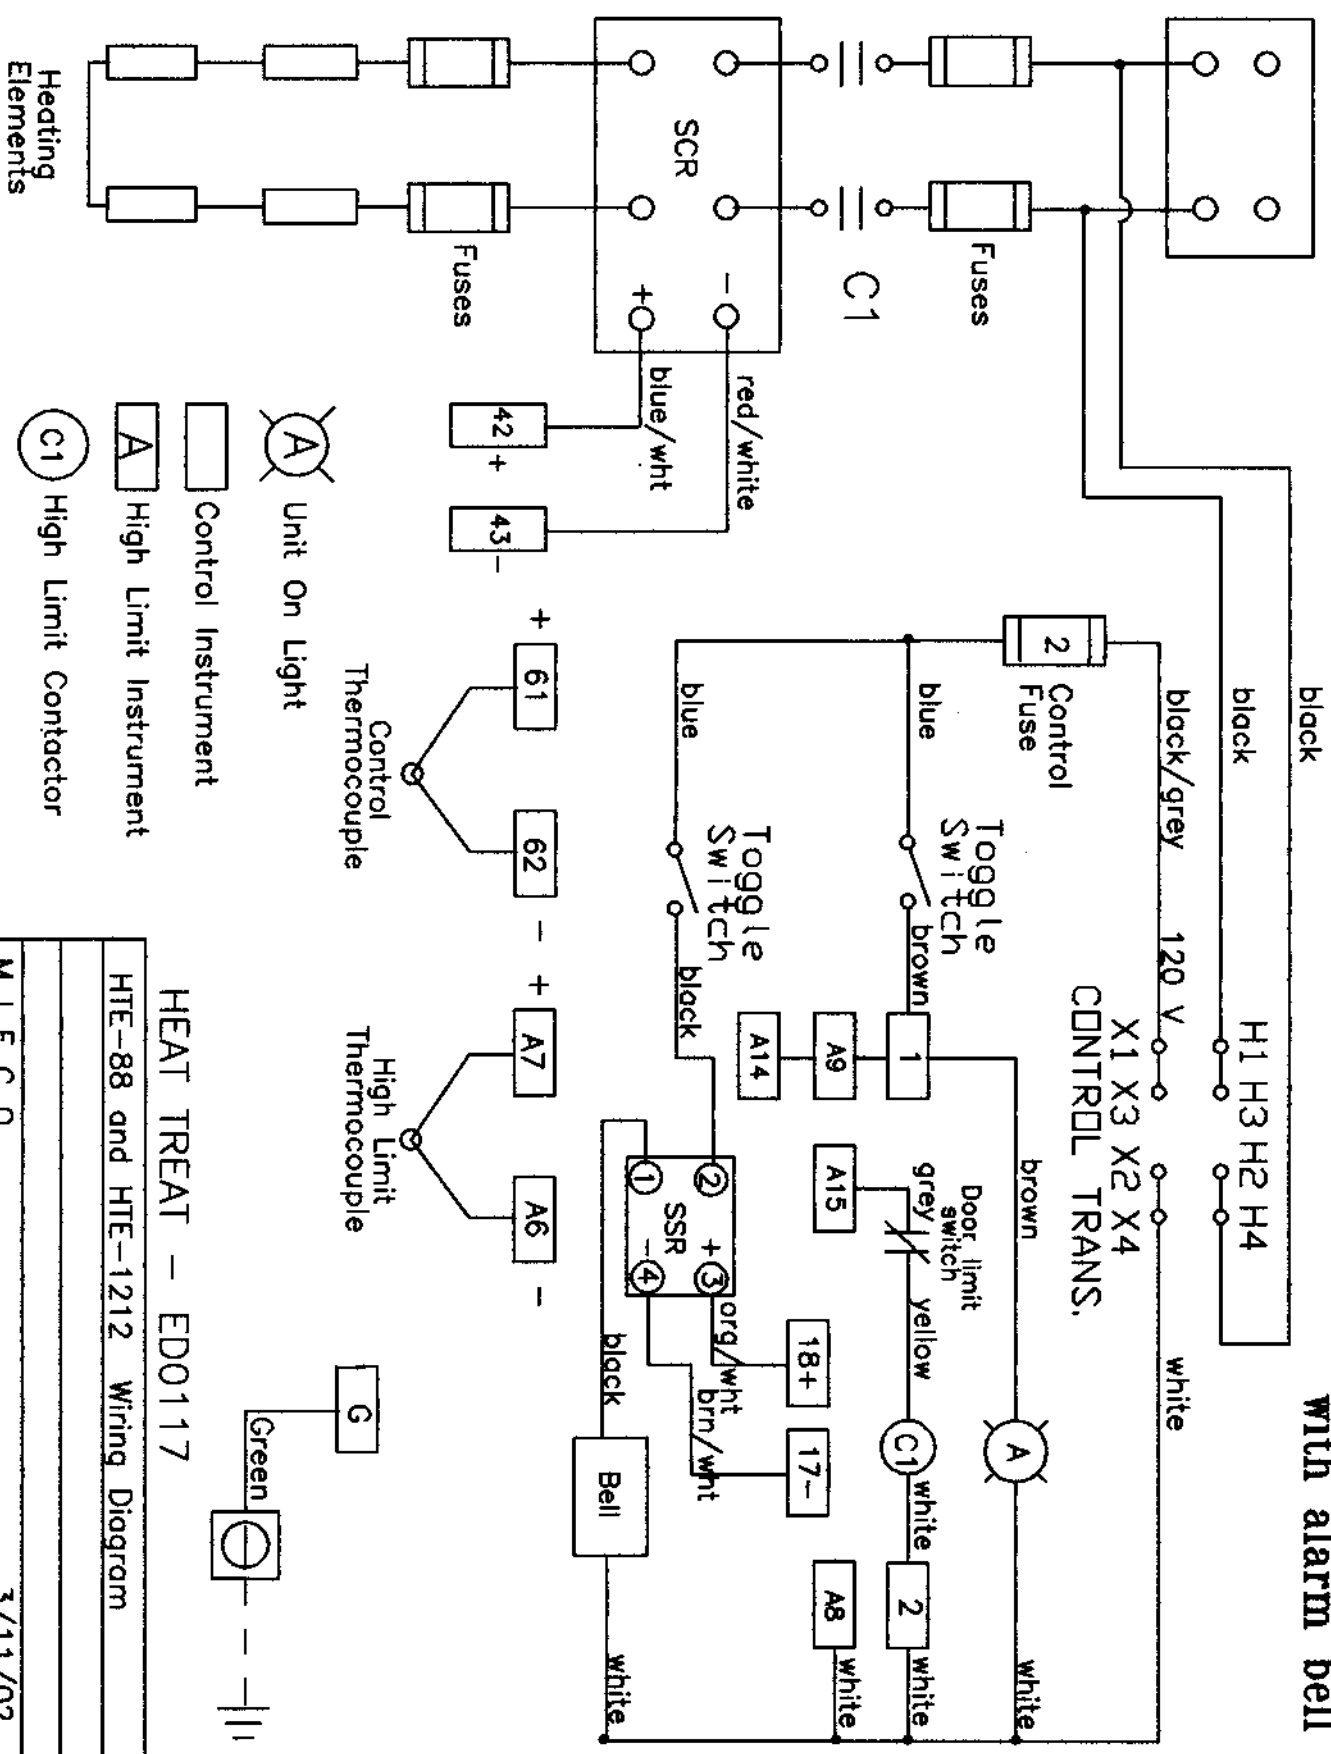 with alarm bell
black
black
H1 H3 H2 H4
black/grey
120 V
X1 X3 X2 X4
CONTROL TRANS.
white
Fuses
2
Control
Fuse
C1
blue
Toggle
Switch
brown
1
brown
A
white
A9
A14
A15
grey
Door limit
switch
yellow
C1
white
2
white
A8
white
SCR
-
+
red/white
blue/wht
blue
Toggle
Switch
black
2
1
SSR
+
3
-
4
org/wht
18+
brn/wht
17-
black
Bell
white
Fuses
42
+
43
-
+
61
62
-
Control
Thermocouple
+
A7
A6
-
High Limit
Thermocouple
Heating
Elements
A
Unit On Light
Control Instrument
A
High Limit Instrument
C1
High Limit Contactor
G
Green
HEAT TREAT - ED0117
HTE-88 and HTE-1212 Wiring Diagram
3/11/02